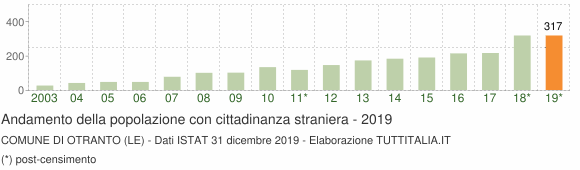 400
317
200
0
2003 04 05 06 07 08 09 10 11* 12 13 14 15 16 17 18* 19*
Andamento della popolazione con cittadinanza straniera - 2019
COMUNE DI OTRANTO (LE) - Dati ISTAT 31 dicembre 2019 - Elaborazione TUTTITALIA.IT
(*) post-censimento